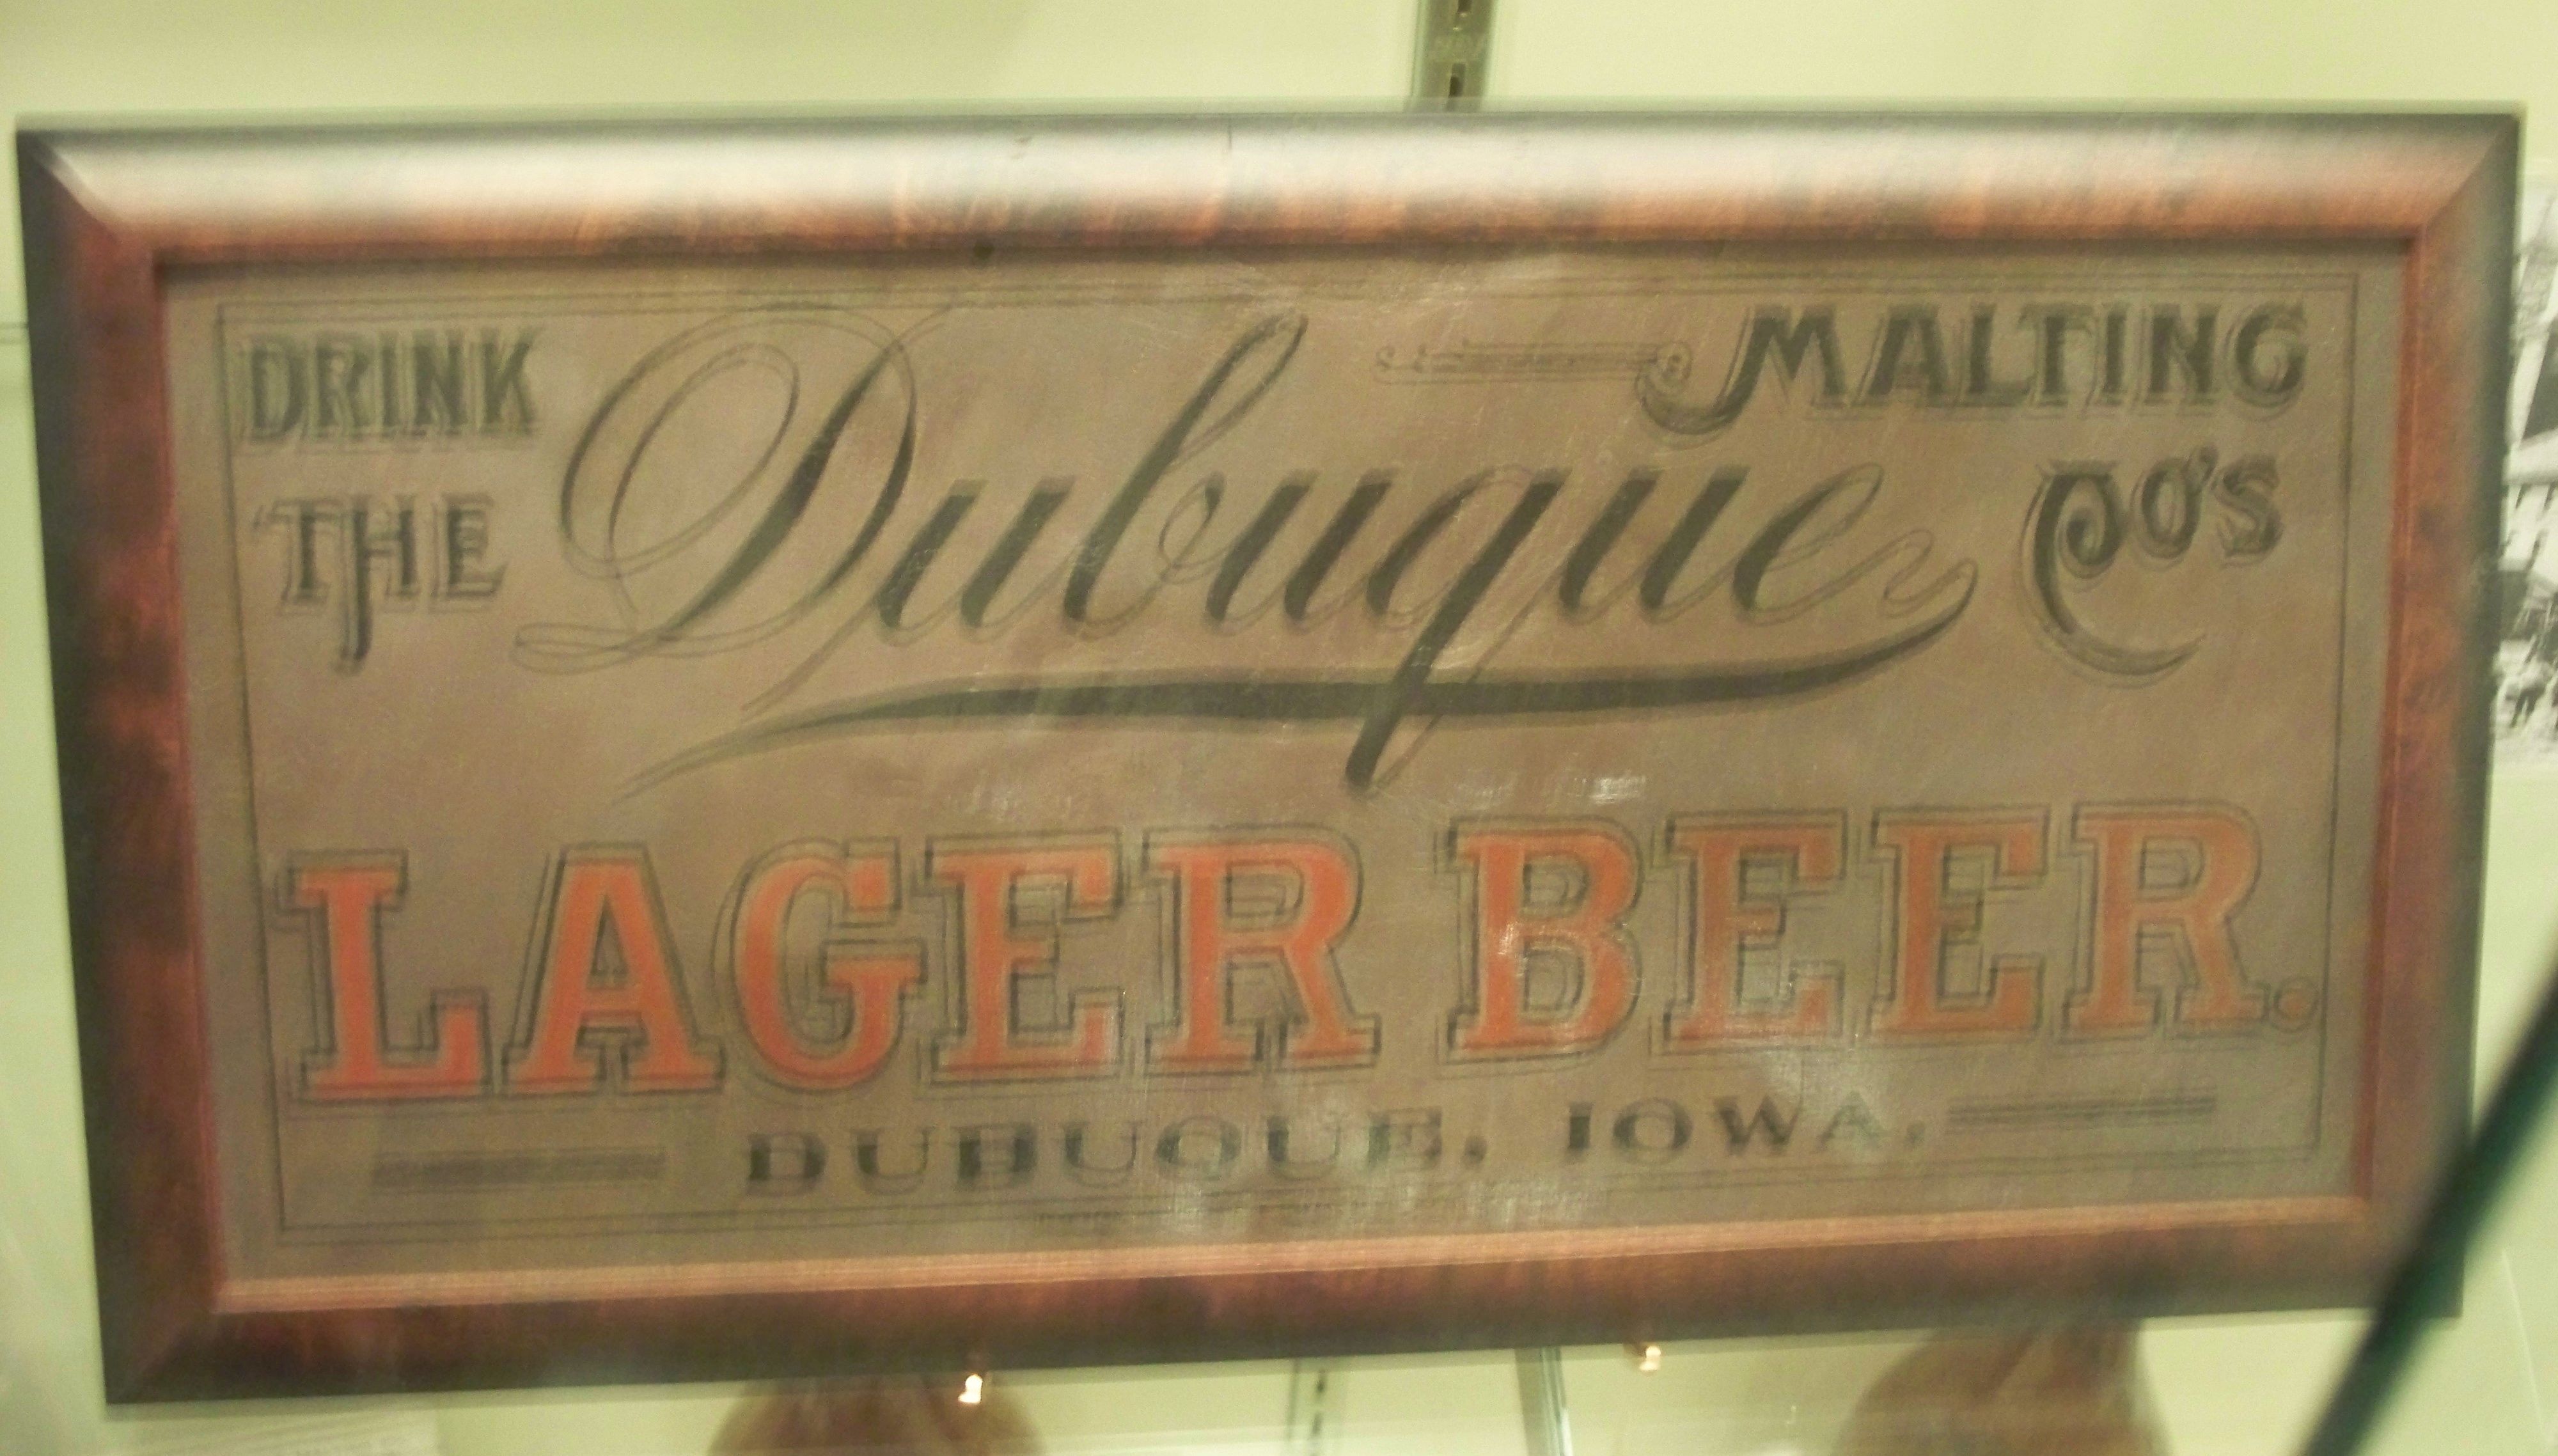 DRINK
THE
Dubuque
MALTING
CO'S
LAGER BEER.
DUBUQUE, IOWA.